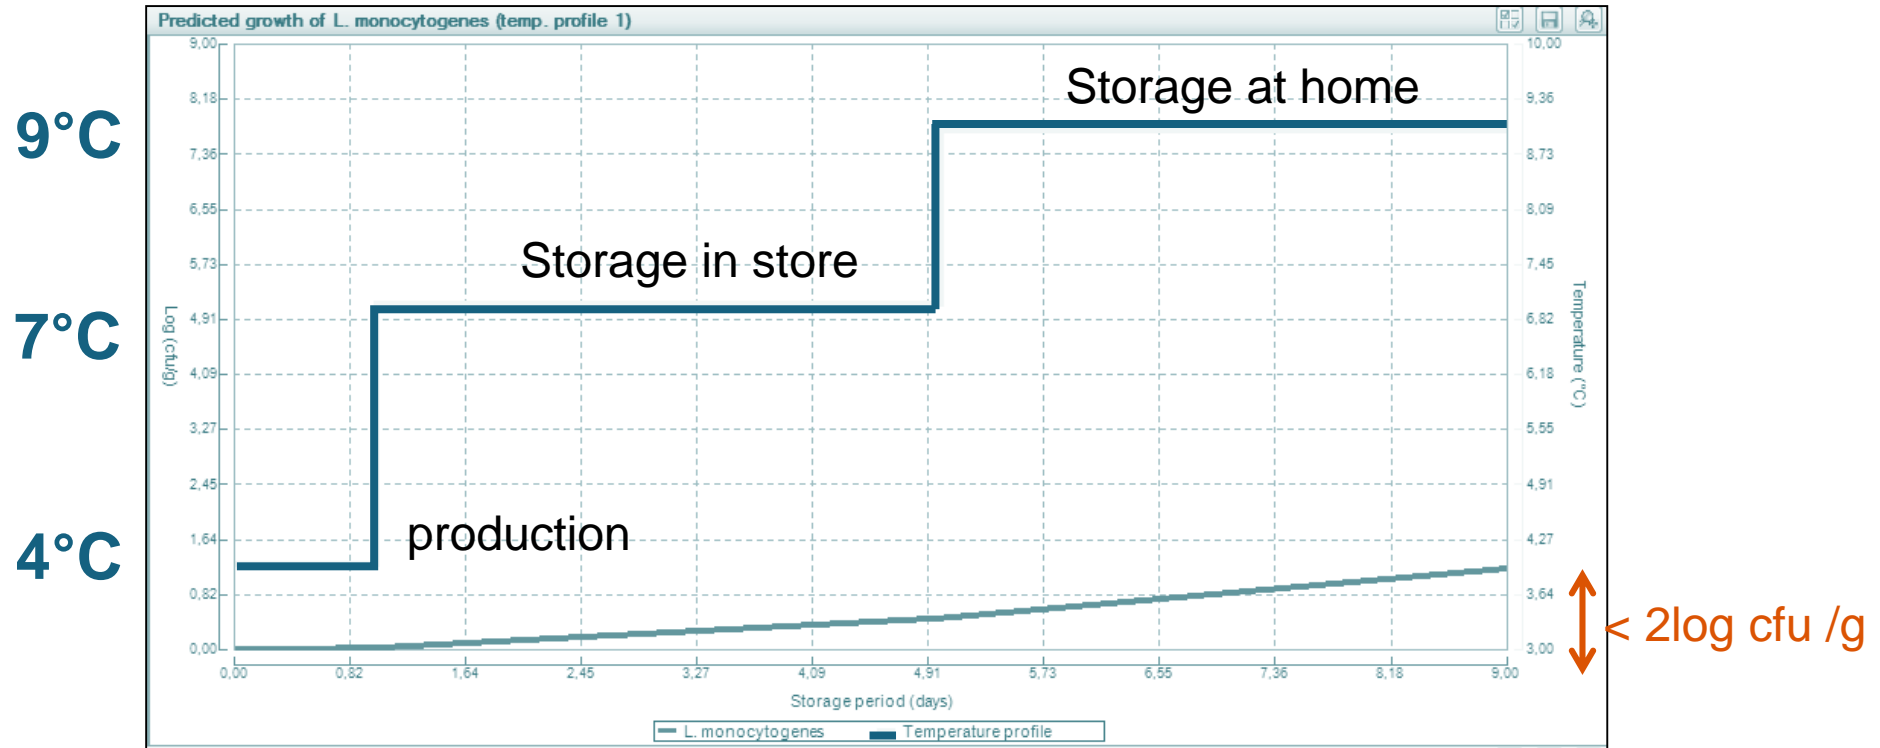 Predicted growth of L. monocytogenes (temp. profile 1)
9°C
7°C
4°C
9,00
8,18
7,36
6,55
5,73
4,91
4,09
3,27
2,45
1,64
0,82
0,00
Log (cfu/g)
Storage at home
Storage in store
production
10,00
9,36
8,73
8,09
7,45
6,82
6,18
5,55
4,91
4,27
3,64
3,00
Temperature (°C)
< 2log cfu /g
0,00 0,82 1,64 2,45 3,27 4,09 4,91 5,73 6,55 7,36 8,18 9,00
Storage period (days)
L. monocytogenes Temperature profile